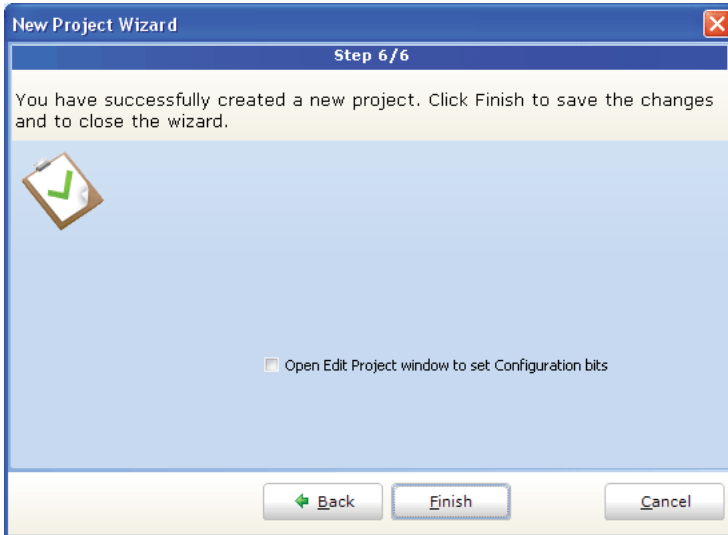 New Project Wizard
Step 6/6
You have successfully created a new project. Click Finish to save the changes
and to close the wizard.
Open Edit Project window to set Configuration bits
Back Finish Cancel